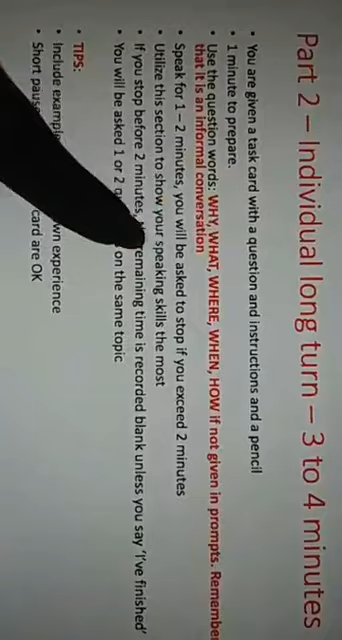 Part 2 – Individual long turn – 3 to 4 minutes
• You are given a task card with a question and instructions and a pencil
• 1 minute to prepare.
• Use the question words: WHY, WHAT, WHERE, WHEN, HOW if not given in prompts. Remember
that it is an informal conversation
• Speak for 1 – 2 minutes, you will be asked to stop if you exceed 2 minutes
• Utilize this section to show your speaking skills the most
• If you stop before 2 minutes, remaining time is recorded blank unless you say 'I've finished'
• You will be asked 1 or 2 on the same topic
• TIPS:
• Include own experience
• Short card are OK